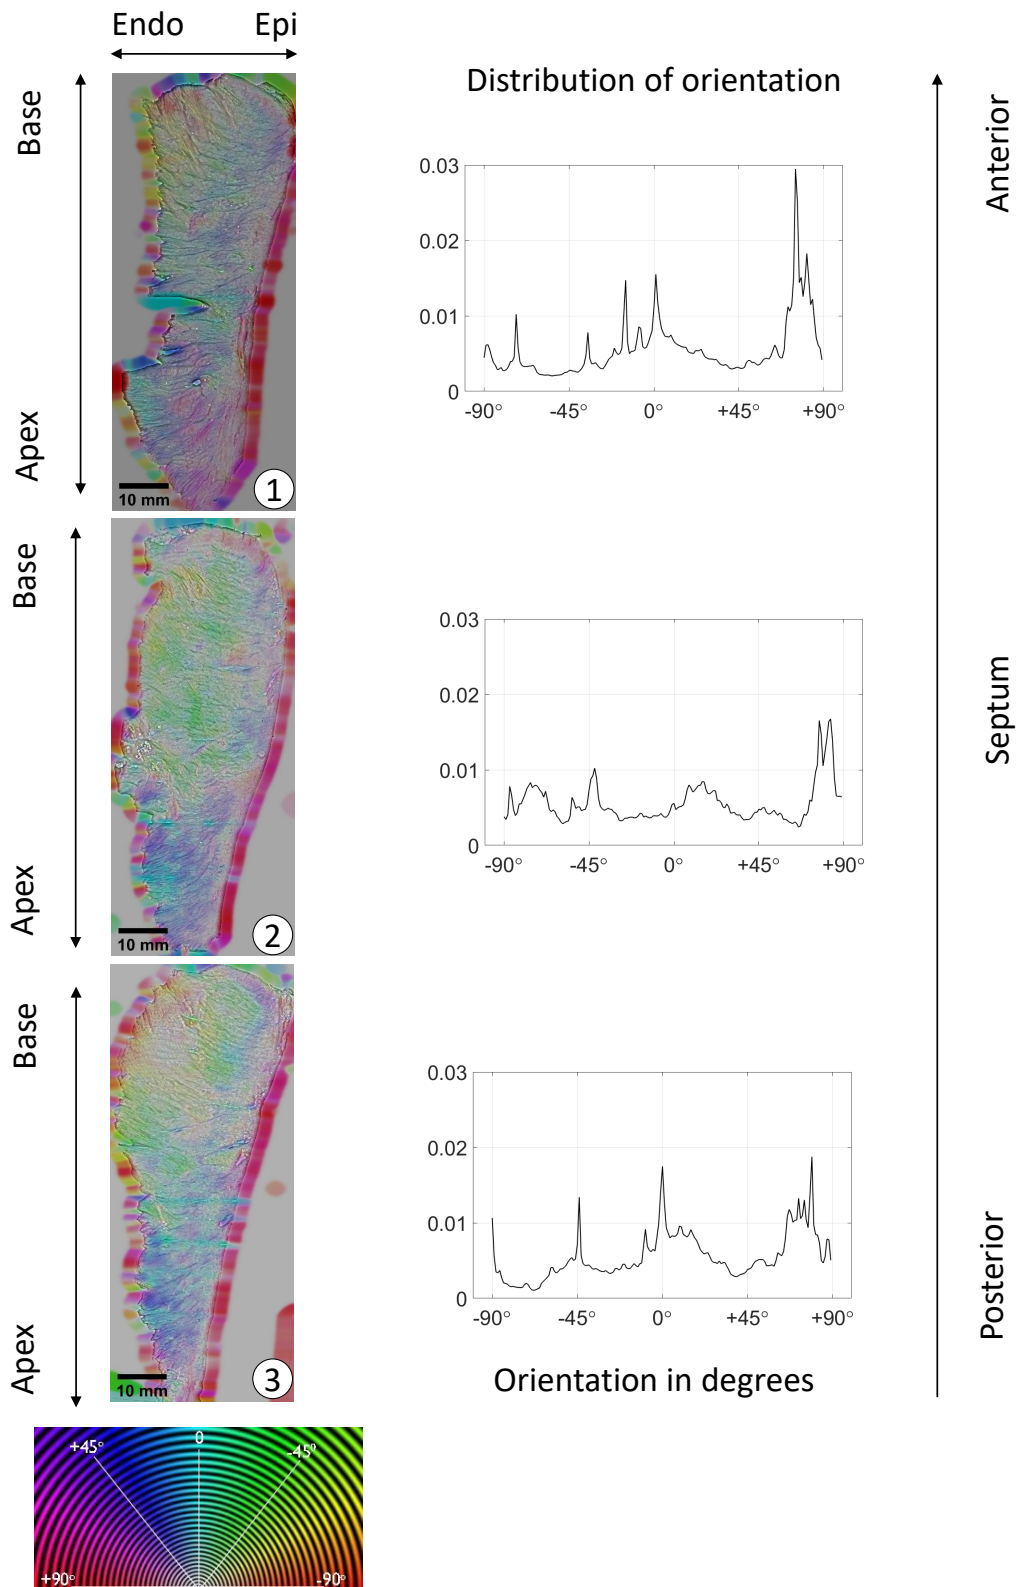 Endo Epi
Base
Apex
10 mm
1
Distribution of orientation
0.03
0.02
0.01
0
-90° -45° 0° +45° +90°
Anterior
Base
Apex
10 mm
2
0.03
0.02
0.01
0
-90° -45° 0° +45° +90°
Septum
Base
Apex
10 mm
3
0.03
0.02
0.01
0
-90° -45° 0° +45° +90°
Orientation in degrees
Posterior
+45° 0 -45°
+90° -90°